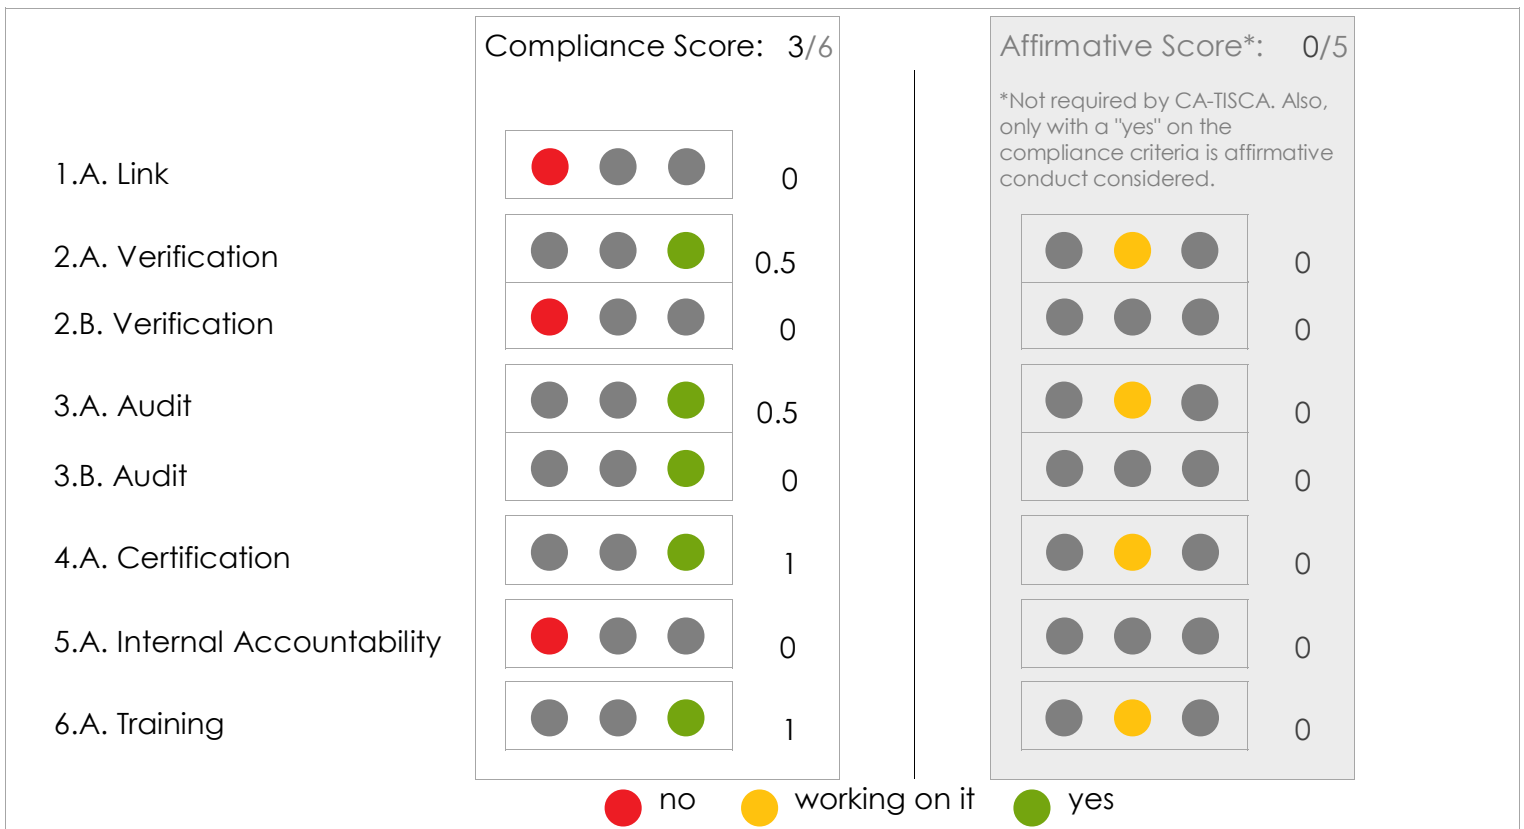 Compliance Score: 3/6
Affirmative Score*: 0/5
*Not required by CA-TISCA. Also,
only with a "yes" on the
compliance criteria is affirmative
conduct considered.
1.A. Link 0
2.A. Verification 0.5 0
2.B. Verification 0 0
3.A. Audit 0.5 0
3.B. Audit 0 0
4.A. Certification 1 0
5.A. Internal Accountability 0 0
6.A. Training 1 0
no working on it yes